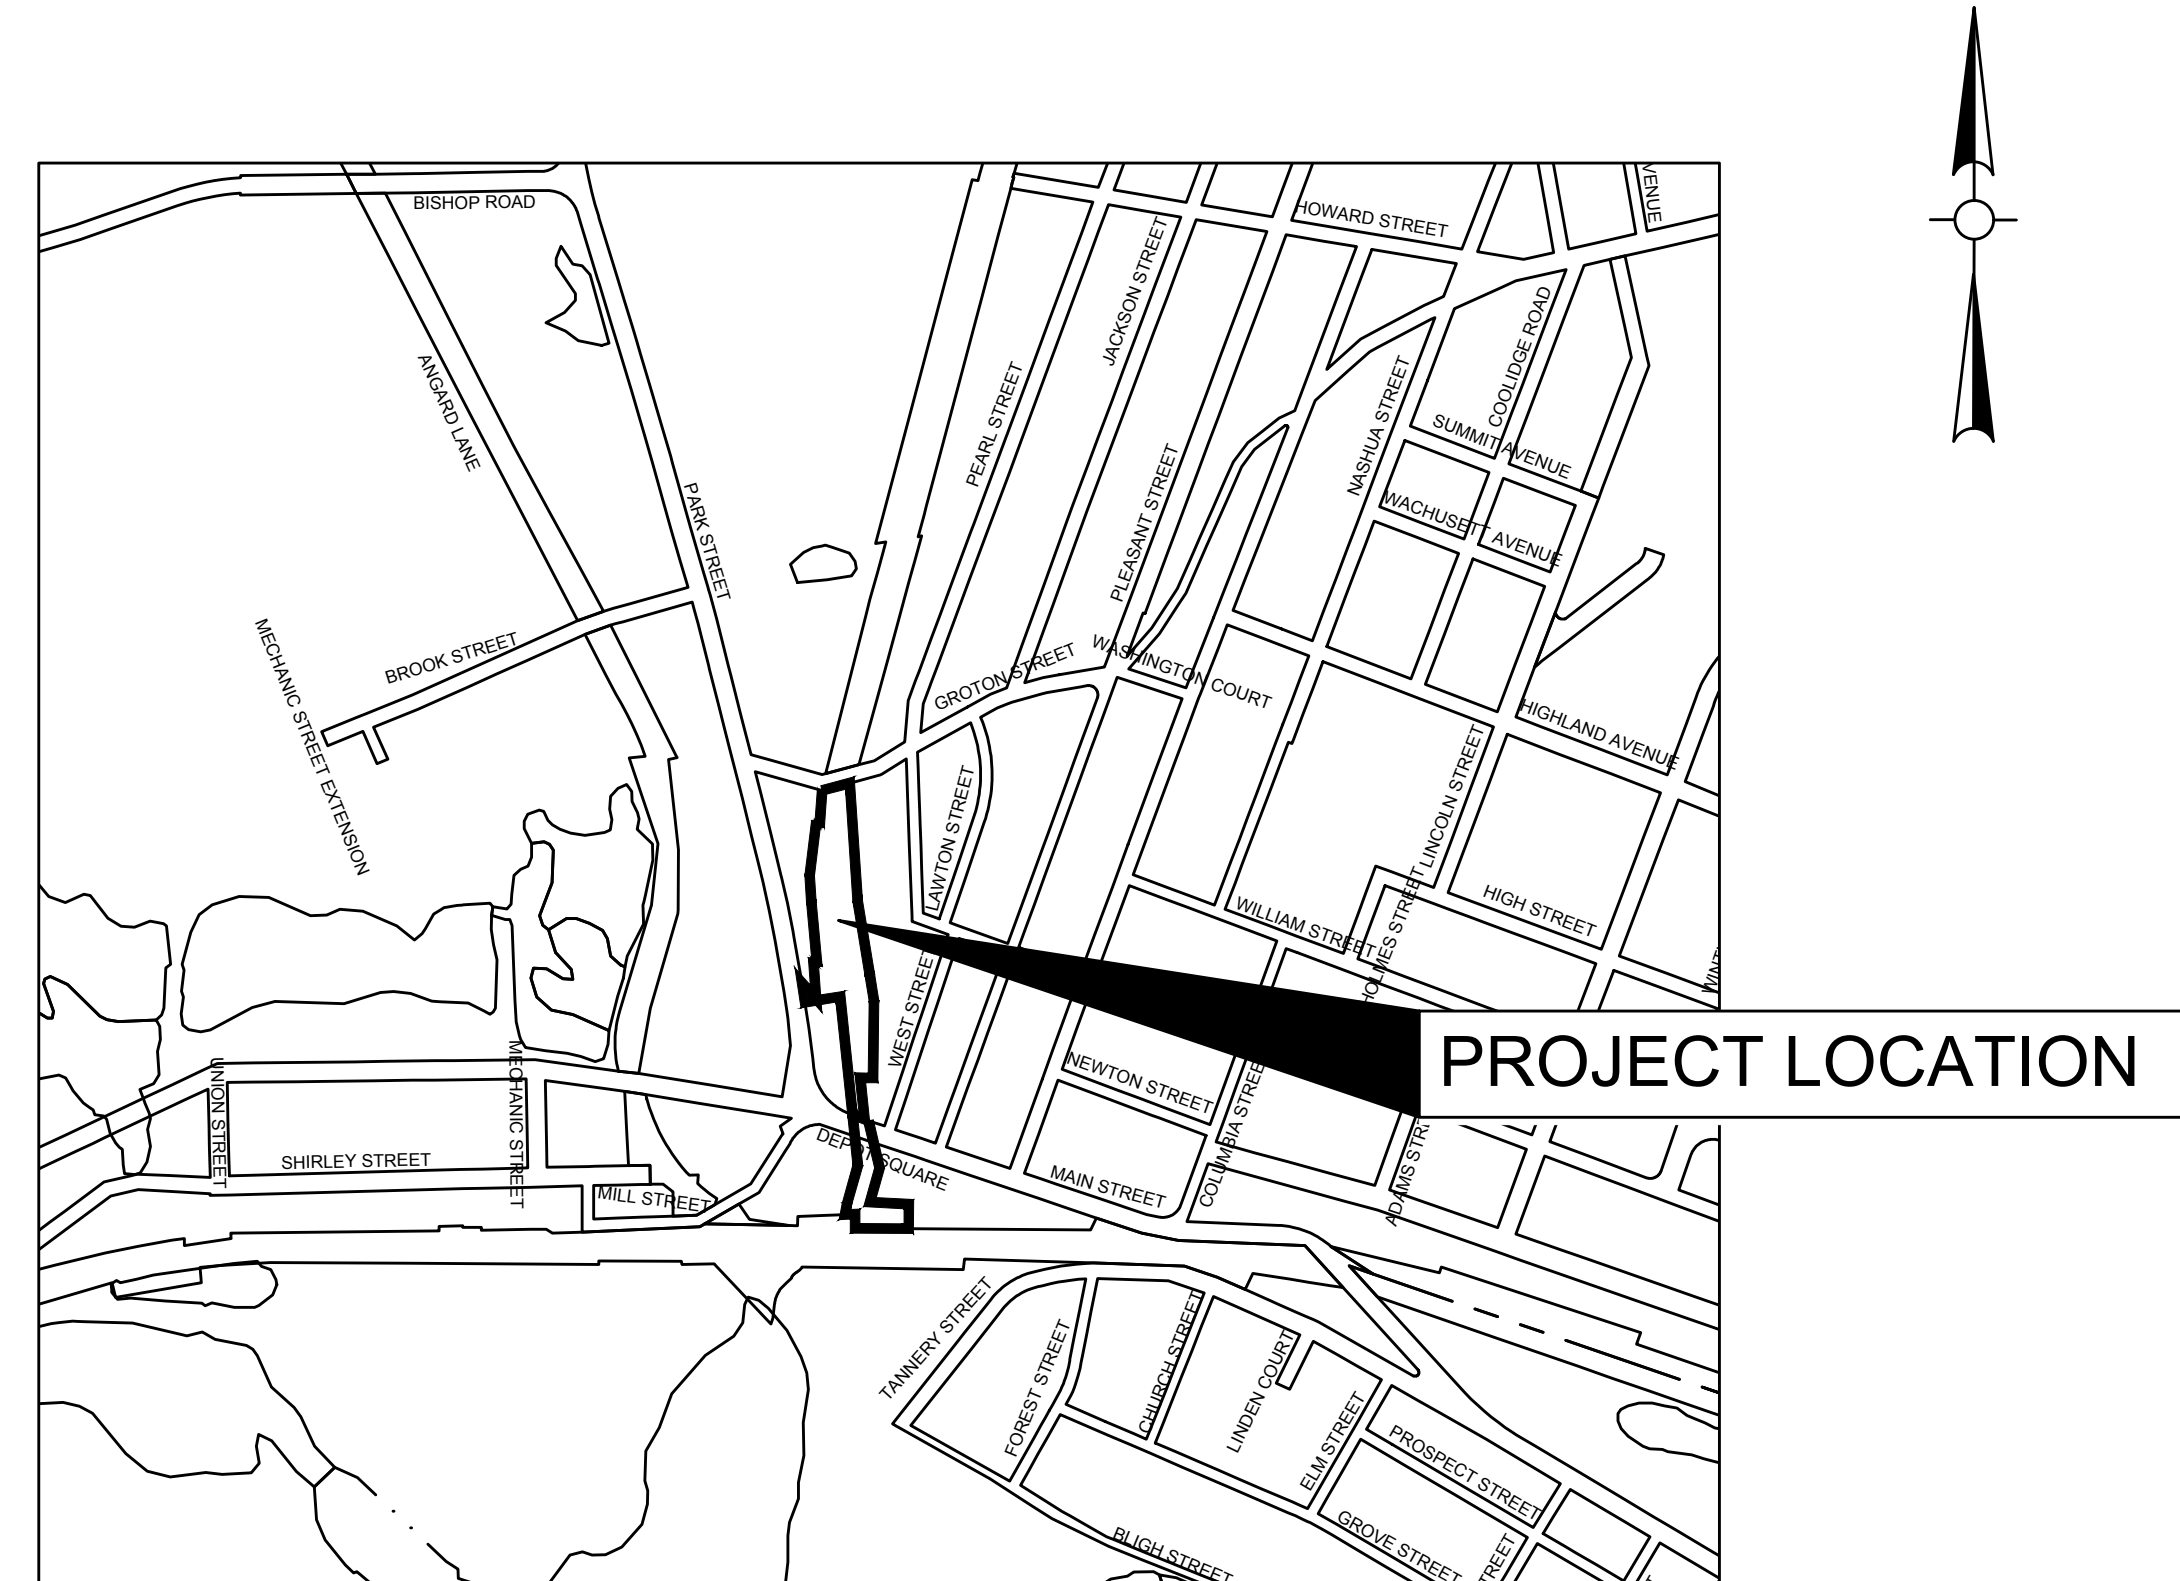 BISHOP ROAD
HOWARD STREET
VENUE
JACKSON STREET
COOLIDGE ROAD
ANGARD LANE
PEARL STREET
NASHUA STREET
SUMMIT AVENUE
PLEASANT STREET
PARK STREET
WACHUSETT AVENUE
MECHANIC STREET EXTENSION
BROOK STREET
GROTON STREET
WASHINGTON COURT
HIGHLAND AVENUE
LINCOLN STREET
LAWTON STREET
HOLMES STREET
HIGH STREET
WILLIAM STREET
WEST STREET
WINT
PROJECT LOCATION
UNION STREET
MECHANIC STREET
NEWTON STREET
COLUMBIA STREET
SHIRLEY STREET
MILL STREET
DEPOT SQUARE
MAIN STREET
ADAMS STR
TANNERY STREET
FOREST STREET
CHURCH STREET
LINDEN COURT
ELM STREET
PROSPECT STREET
GROVE STREET
BLIGH STREET
TREET